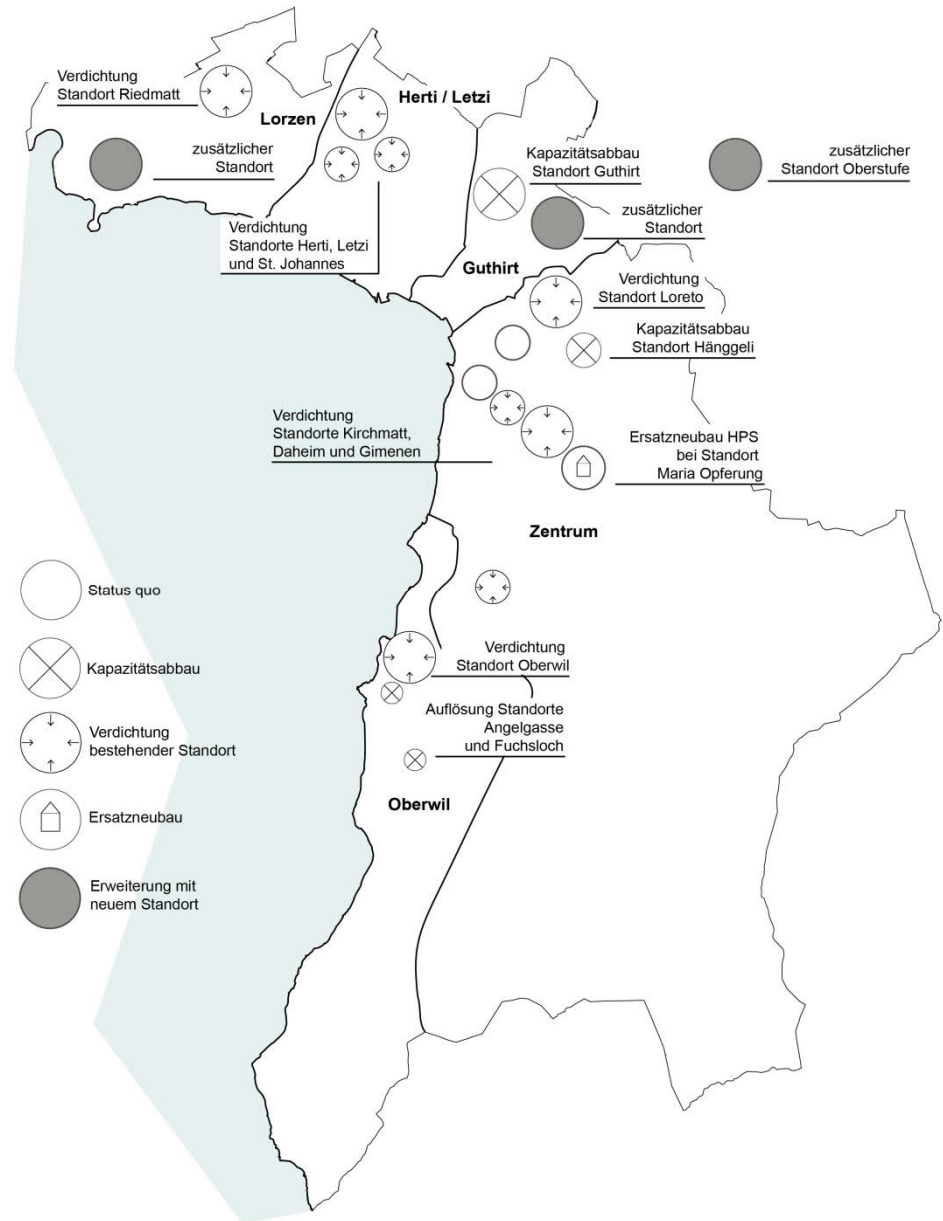 Verdichtung
Standort Riedmatt
Lorzen
Herti / Letzi
zusätzlicher
Standort
Kapazitätsabbau
Standort Guthirt
zusätzlicher
Standort Oberstufe
zusätzlicher
Standort
Verdichtung
Standorte Herti, Letzi
und St. Johannes
Guthirt
Verdichtung
Standort Loreto
Kapazitätsabbau
Standort Hänggeli
Verdichtung
Standorte Kirchmatt,
Daheim und Gimenen
Ersatzneubau HPS
bei Standort
Maria Opferung
Zentrum
Status quo
Kapazitätsabbau
Verdichtung
bestehender Standort
Ersatzneubau
Erweiterung mit
neuem Standort
Verdichtung
Standort Oberwil
Auflösung Standorte
Angelgasse
und Fuchsloch
Oberwil